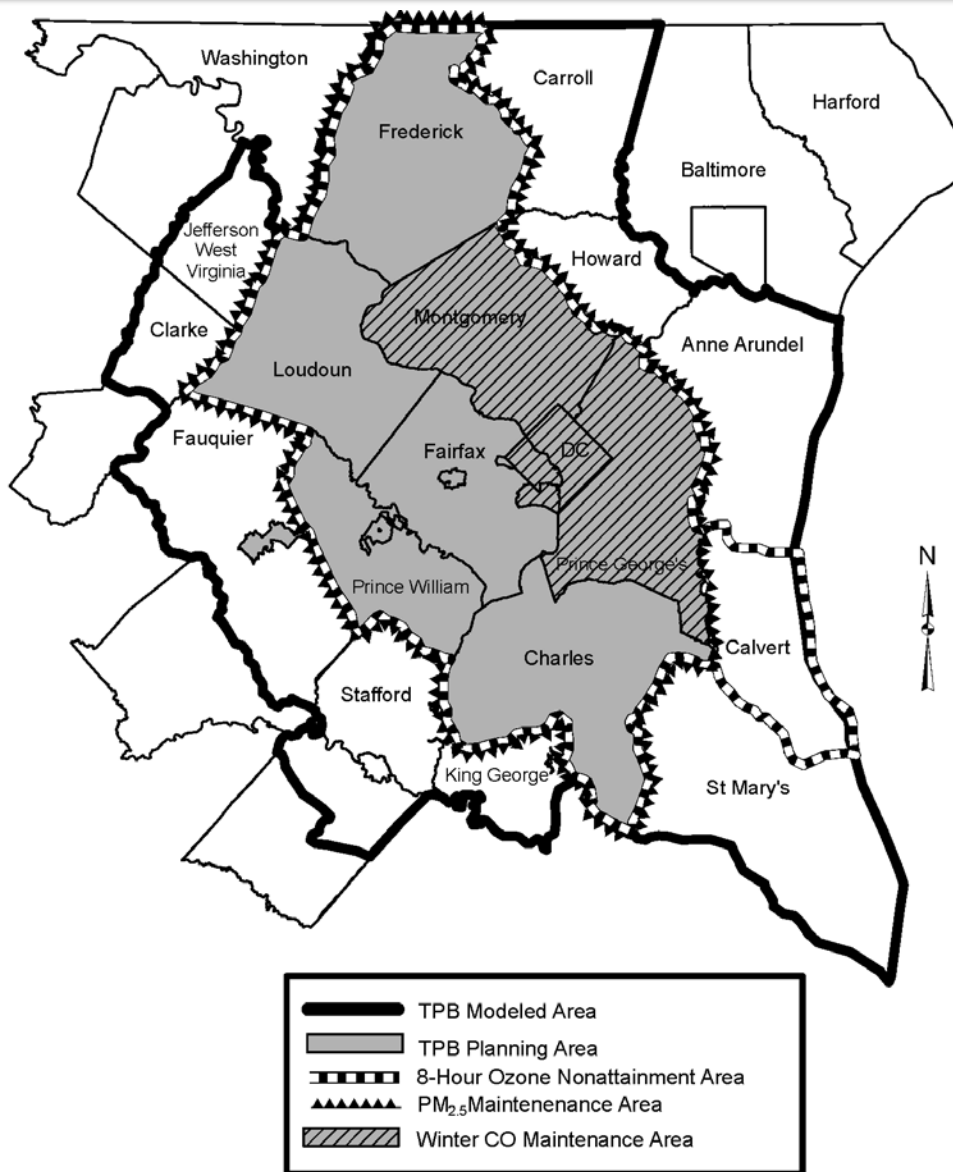 Washington
Carroll
Harford
Frederick
Baltimore
Jefferson
West
Virginia
Howard
Montgomery
Clarke
Anne Arundel
Loudoun
Fauquier
Fairfax
DC
Prince George's
N
Prince William
Calvert
Charles
Stafford
King George
St Mary's
TPB Modeled Area
TPB Planning Area
8-Hour Ozone Nonattainment Area
PM2.5Maintenenance Area
Winter CO Maintenance Area